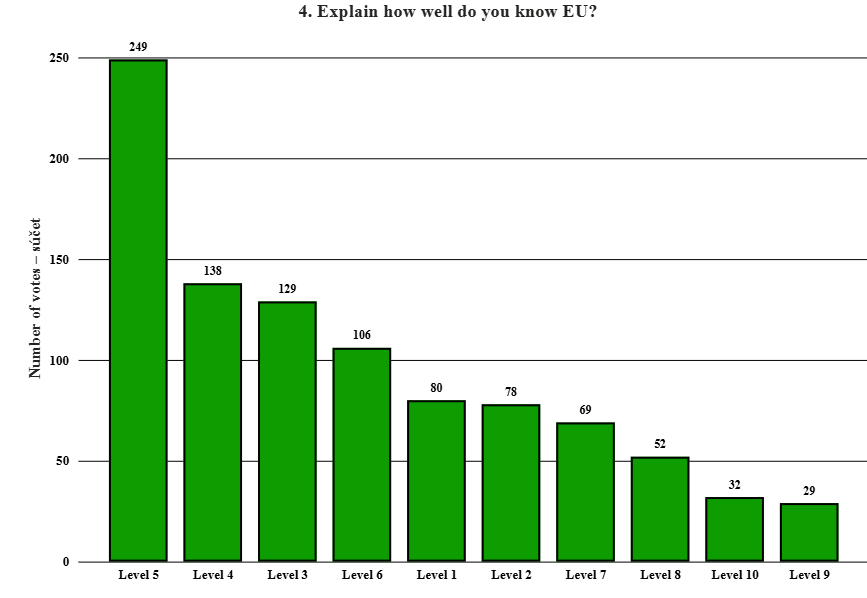 4. Explain how well do you know EU?
Number of votes – súčet
250
200
150
100
50
0
249
138
129
106
80
78
69
52
32
29
Level 5
Level 4
Level 3
Level 6
Level 1
Level 2
Level 7
Level 8
Level 10
Level 9